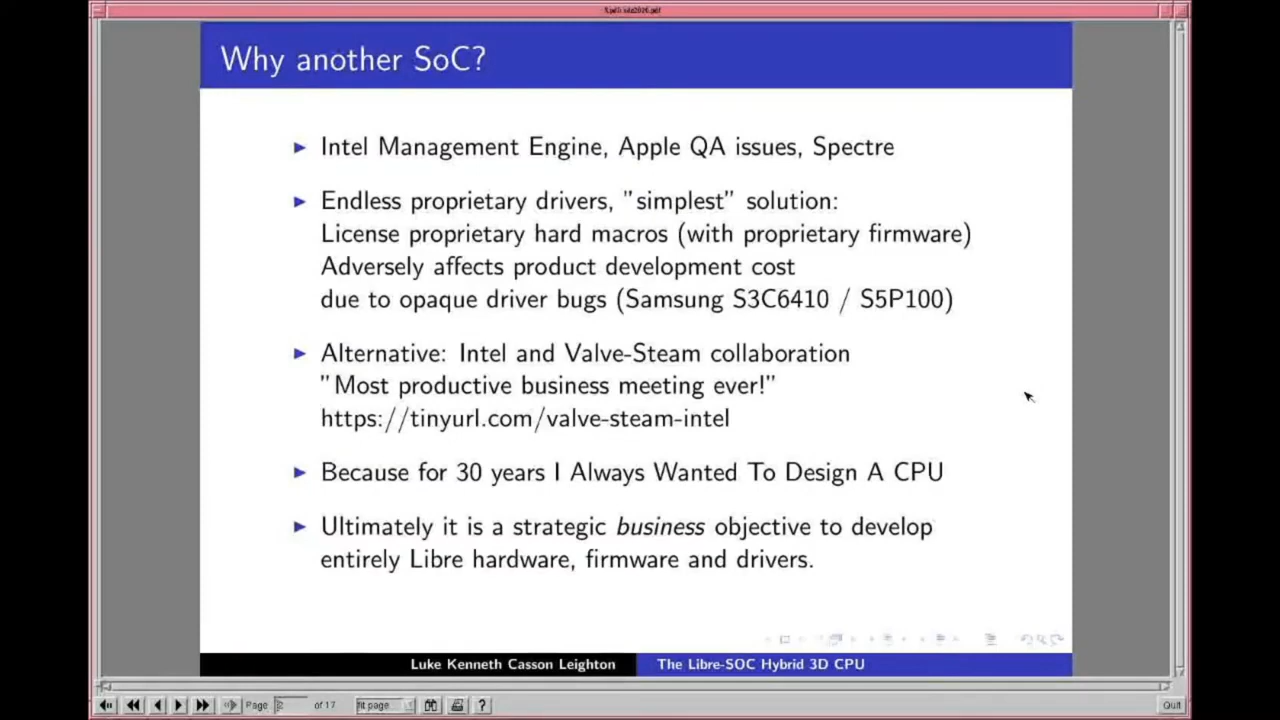 Why another SoC?
Intel Management Engine, Apple QA issues, Spectre
Endless proprietary drivers, "simplest" solution:
License proprietary hard macros (with proprietary firmware)
Adversely affects product development cost
due to opaque driver bugs (Samsung S3C6410 / S5P100)
Alternative: Intel and Valve-Steam collaboration
"Most productive business meeting ever!"
https://tinyurl.com/valve-steam-intel
Because for 30 years I Always Wanted To Design A CPU
Ultimately it is a strategic business objective to develop
entirely Libre hardware, firmware and drivers.
Luke Kenneth Casson Leighton
The Libre-SOC Hybrid 3D CPU
Page
of 17
fit page
?
Quit